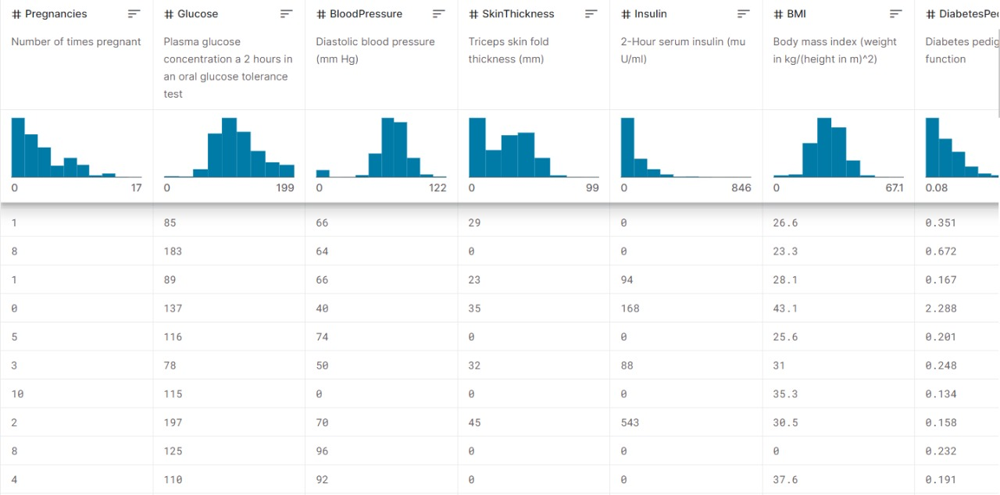 # Pregnancies # Glucose # BloodPressure # SkinThickness # Insulin # BMI # DiabetesPe
Number of times pregnant Plasma glucose Diastolic blood pressure Triceps skin fold 2-Hour serum insulin (mu Body mass index (weight Diabetes pedig
concentration a 2 hours in (mm Hg) thickness (mm) U/ml) in kg/(height in m)^2) function
an oral glucose tolerance
test
0 17 0 199 0 122 0 99 0 846 0 67.1 0.08
1 85 66 29 0 26.6 0.351
8 183 64 0 0 23.3 0.672
1 89 66 23 94 28.1 0.167
0 137 40 35 168 43.1 2.288
5 116 74 0 0 25.6 0.201
3 78 50 32 88 31 0.248
10 115 0 0 0 35.3 0.134
2 197 70 45 543 30.5 0.158
8 125 96 0 0 0 0.232
4 110 92 0 0 37.6 0.191